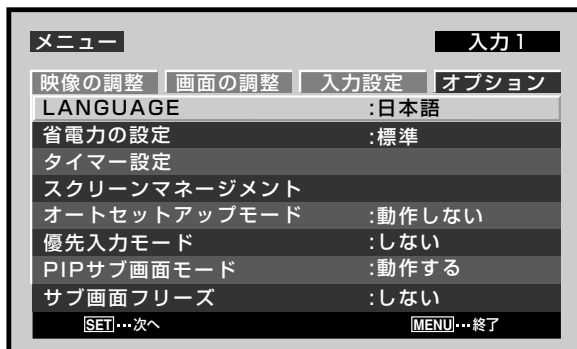 メニュー 入力1
映像の調整 画面の調整 入力設定 オプション
LANGUAGE :日本語
省電力の設定 :標準
タイマー設定
スクリーンマネージメント
オートセットアップモード :動作しない
優先入力モード :しない
PIPサブ画面モード :動作する
サブ画面フリーズ :しない
SET…次へ MENU…終了